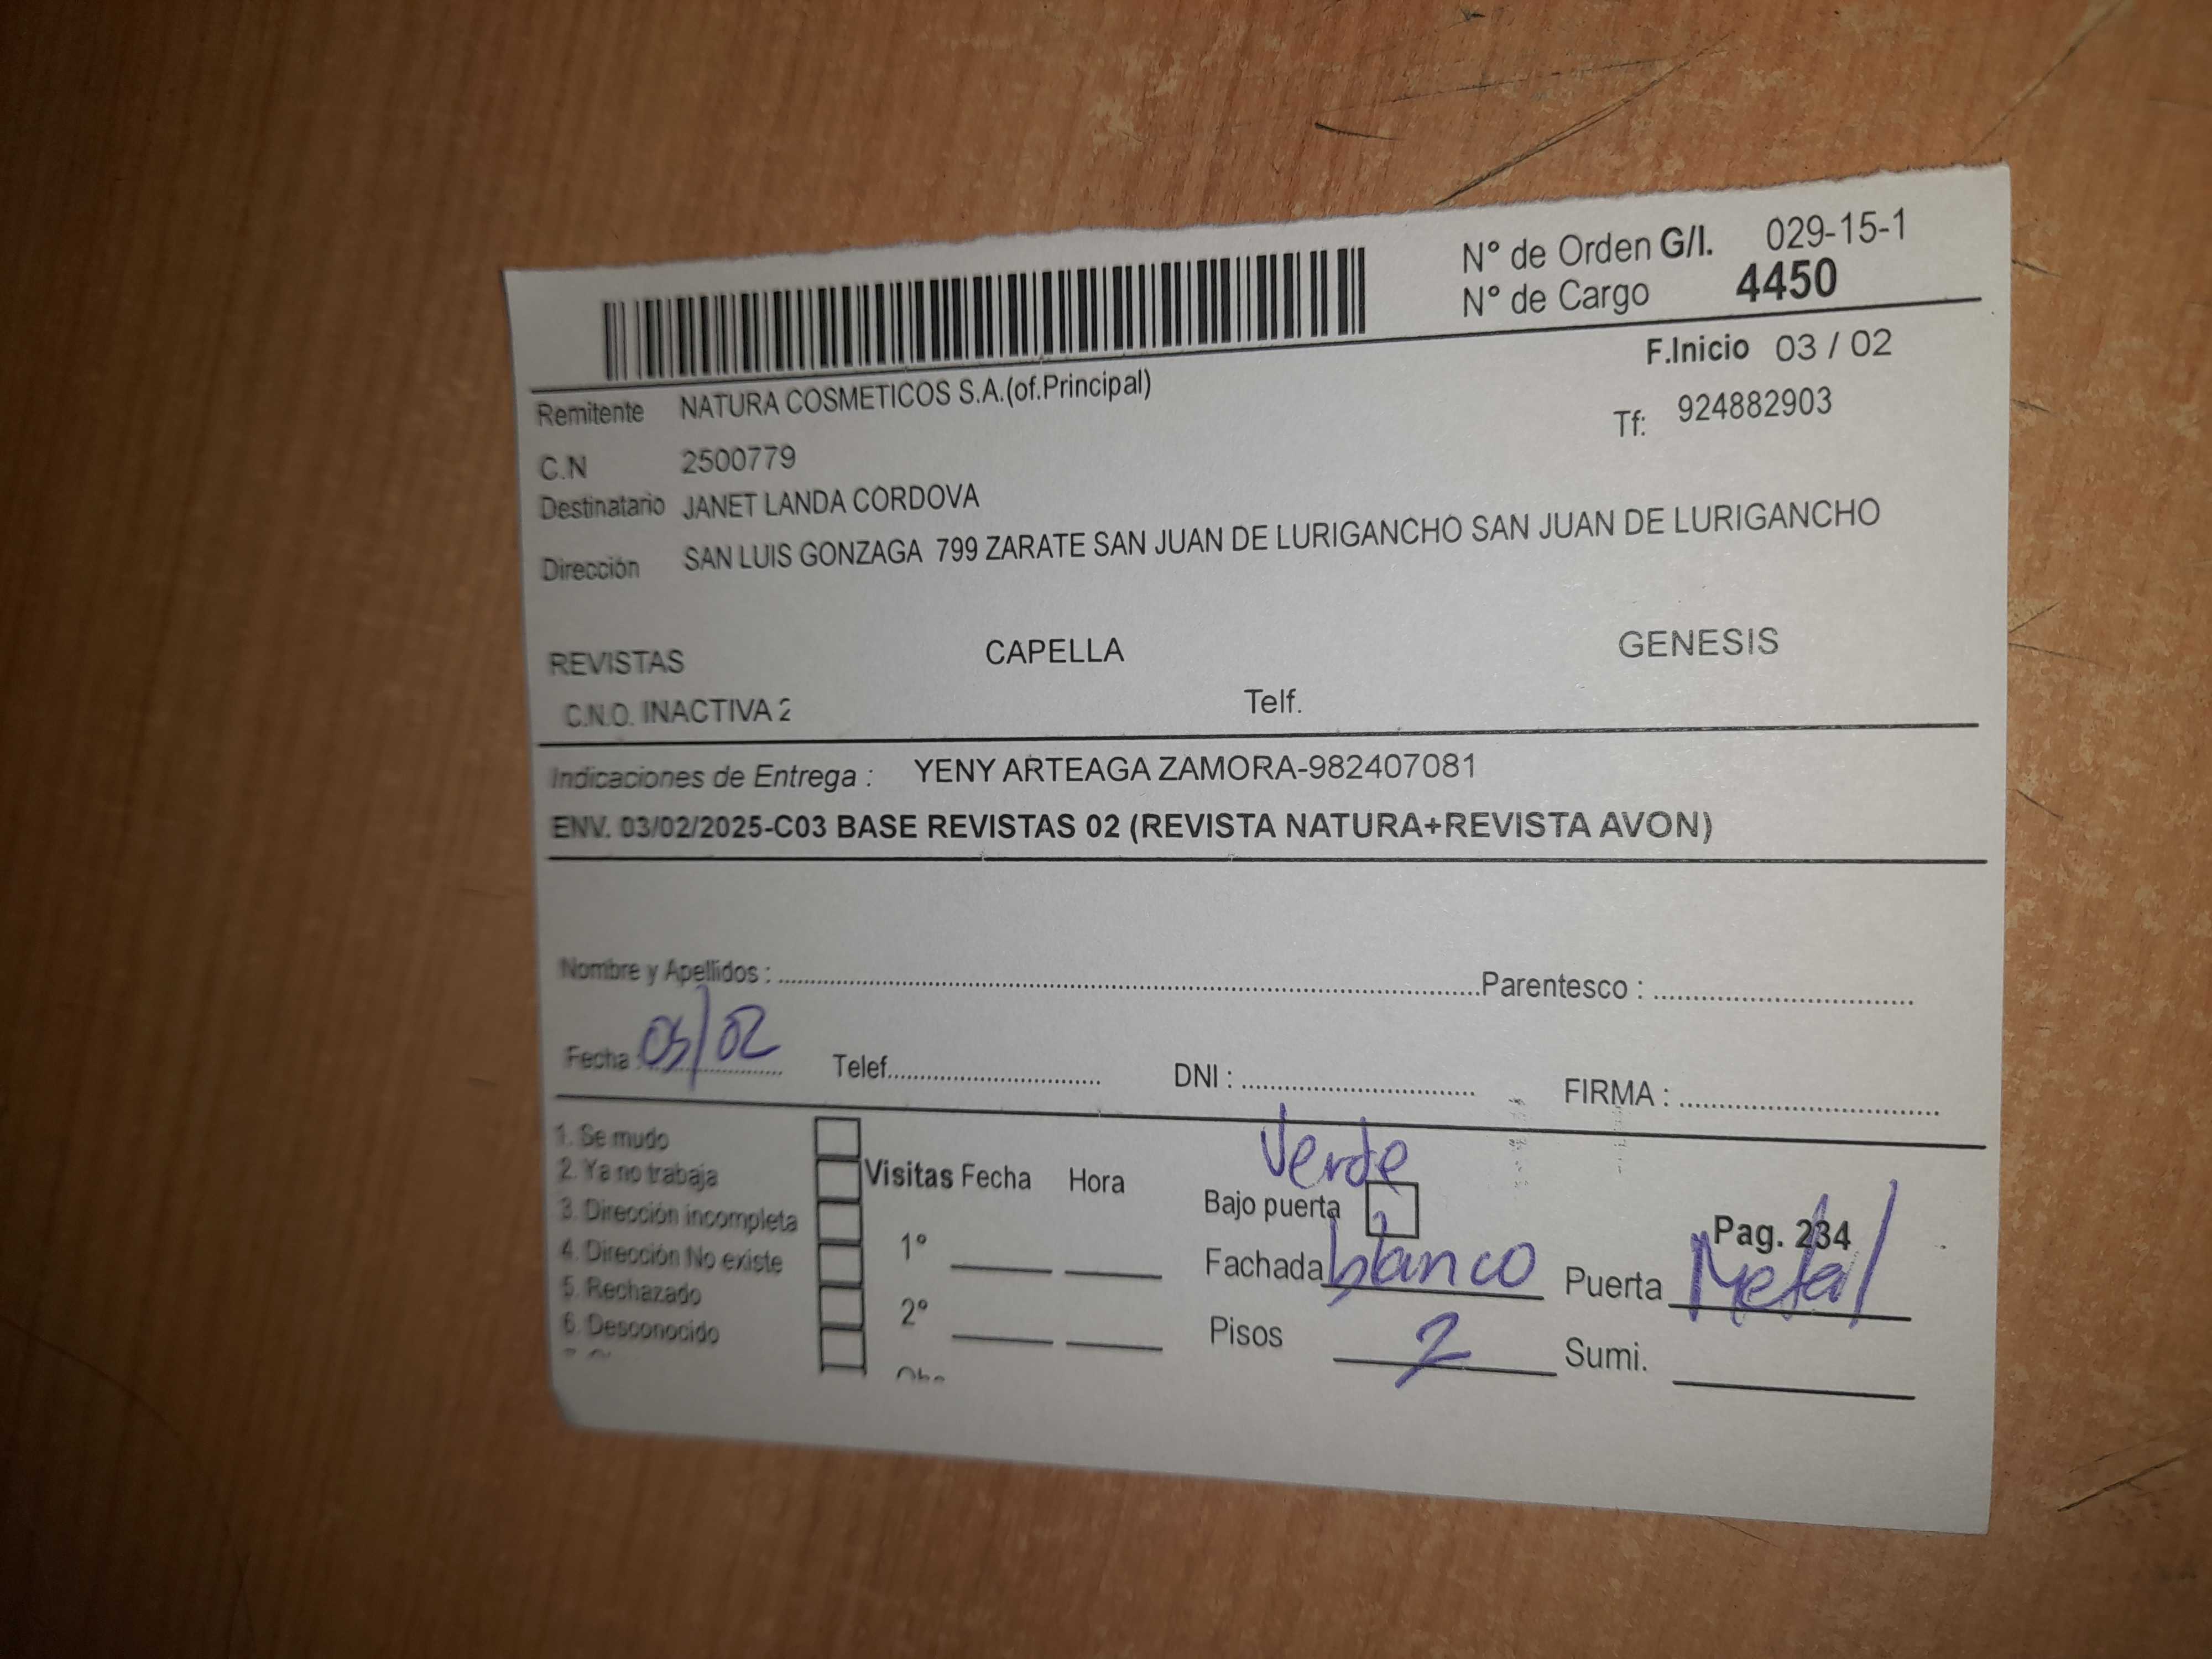 Nº de Orden G/I. 029-15-1
Nº de Cargo 4450
F.Inicio 03 / 02
Remitente NATURA COSMETICOS S.A.(of.Principal)
Tf: 924882903
C.N 2500779
Destinatario JANET LANDA CORDOVA
Dirección SAN LUIS GONZAGA 799 ZARATE SAN JUAN DE LURIGANCHO SAN JUAN DE LURIGANCHO
REVISTAS CAPELLA GENESIS
C.N.O. INACTIVA 2 Telf.
Indicaciones de Entrega : YENY ARTEAGA ZAMORA-982407081
ENV. 03/02/2025-C03 BASE REVISTAS 02 (REVISTA NATURA+REVISTA AVON)
Nombre y Apellidos : Parentesco :
Fecha : 05/02 Telef. DNI : FIRMA :
1. Se mudo
2. Ya no trabaja
3. Dirección incompleta
4. Dirección No existe
5. Rechazado
6. Desconocido
Visitas Fecha Hora
1º
2º
Verde
Bajo puerta
Pag. 234
Fachada blanco Puerta Metal
Pisos 2 Sumi.